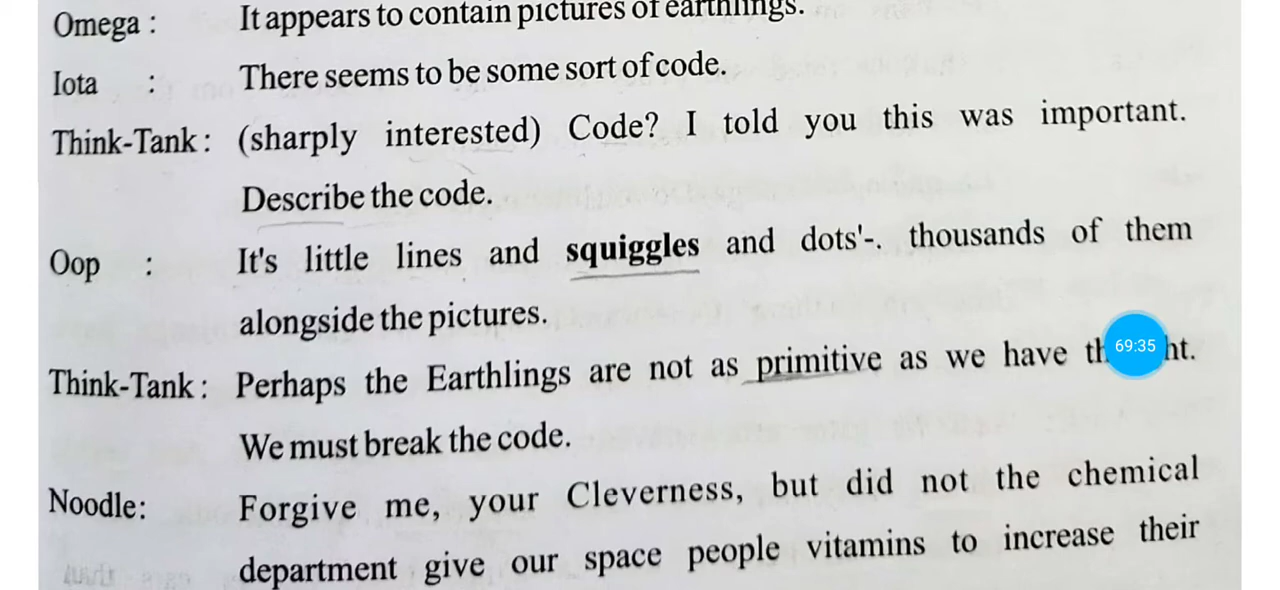 Omega : It appears to contain pictures of earthlings.
Iota : There seems to be some sort of code.
Think-Tank : (sharply interested) Code? I told you this was important.
Describe the code.
Oop : It's little lines and squiggles and dots'-. thousands of them
alongside the pictures.
Think-Tank : Perhaps the Earthlings are not as primitive as we have
69:35
We must break the code.
Noodle: Forgive me, your Cleverness, but did not the chemical
department give our space people vitamins to increase their